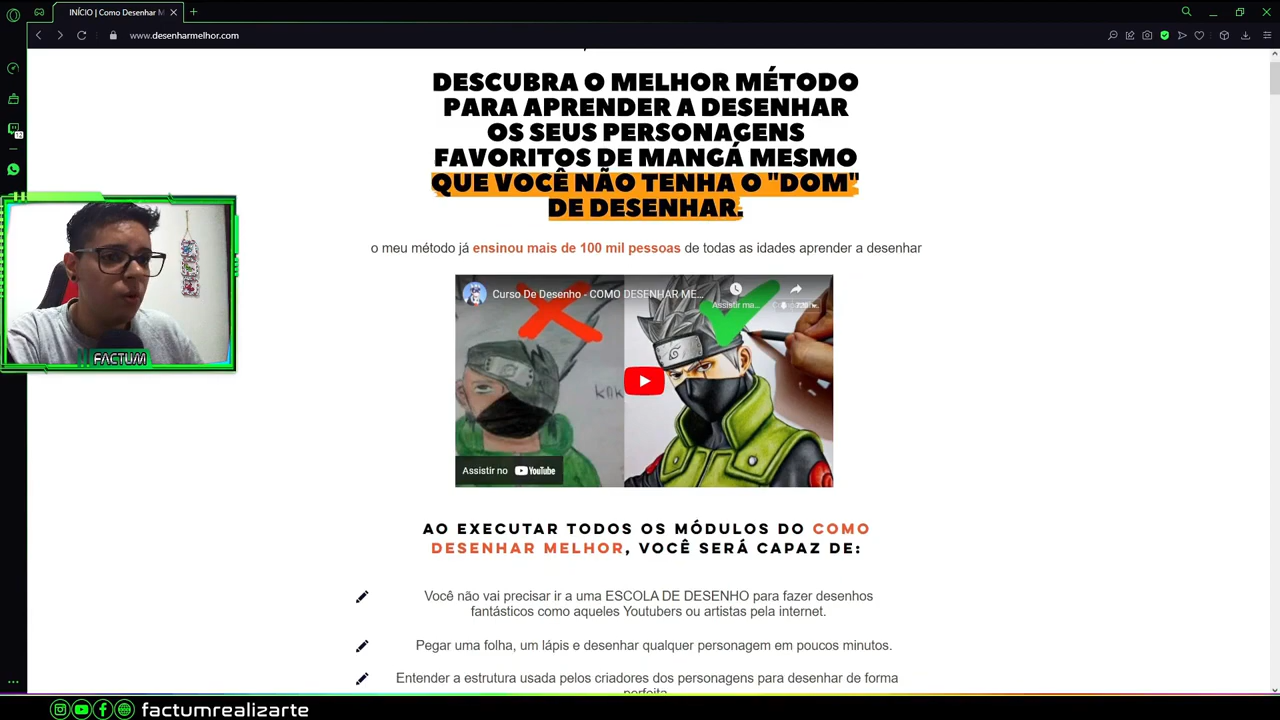 INÍCIO | Como Desenhar M
www.desenharmelhor.com
12
DESCUBRA O MELHOR MÉTODO
PARA APRENDER A DESENHAR
OS SEUS PERSONAGENS
FAVORITOS DE MANGÁ MESMO
QUE VOCÊ NÃO TENHA O "DOM"
DE DESENHAR.
o meu método já ensinou mais de 100 mil pessoas de todas as idades aprender a desenhar
Curso De Desenho - COMO DESENHAR ME...
Assistir ma...
Assistir no YouTube
FACTUM
AO EXECUTAR TODOS OS MÓDULOS DO COMO
DESENHAR MELHOR, VOCÊ SERÁ CAPAZ DE:
Você não vai precisar ir a uma ESCOLA DE DESENHO para fazer desenhos
fantásticos como aqueles Youtubers ou artistas pela internet.
Pegar uma folha, um lápis e desenhar qualquer personagem em poucos minutos.
Entender a estrutura usada pelos criadores dos personagens para desenhar de forma
perfeita
factumrealizarte